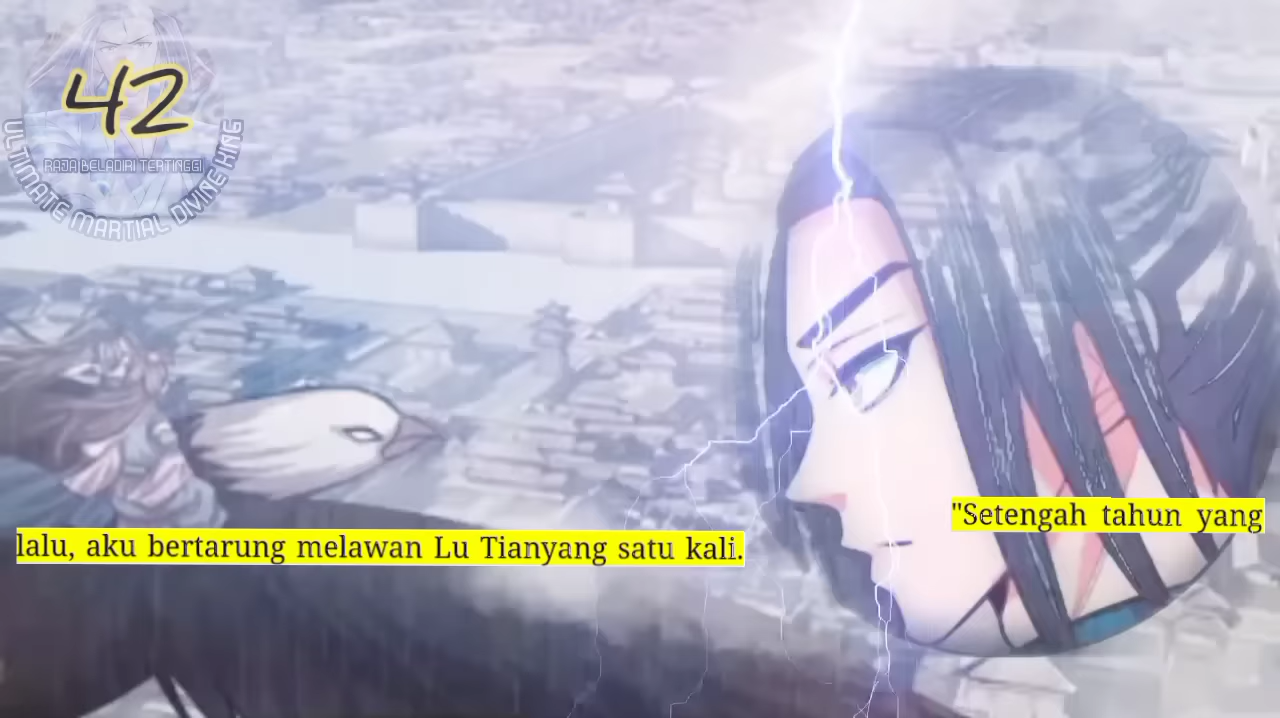 42
RAJA BELADIRI TERTINGGI
ULTIMATE MARTIAL DIVINE KING
"Setengah tahun yang
lalu, aku bertarung melawan Lu Tianyang satu kali.